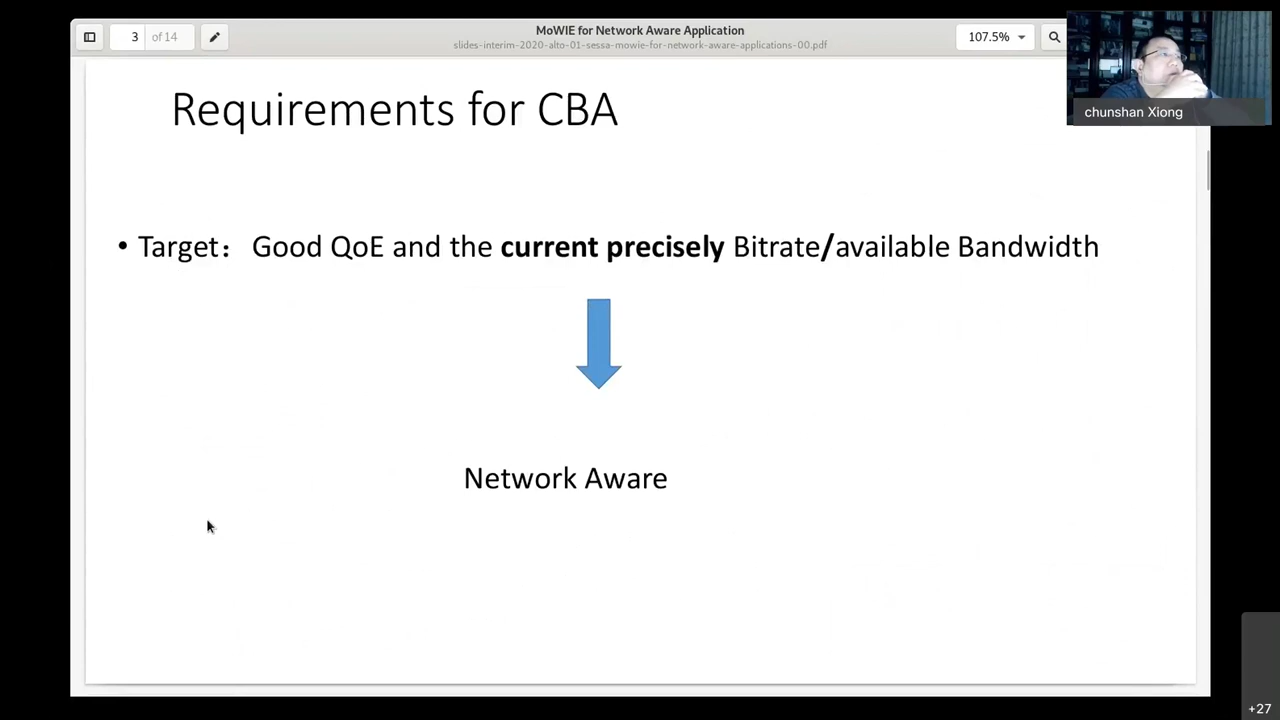 3 of 14
MoWIE for Network Aware Application
slides-interim-2020-alto-01-sessa-mowie-for-network-aware-applications-00.pdf
107.5%
chunshan Xiong
Requirements for CBA
• Target： Good QoE and the current precisely Bitrate/available Bandwidth
Network Aware
+27